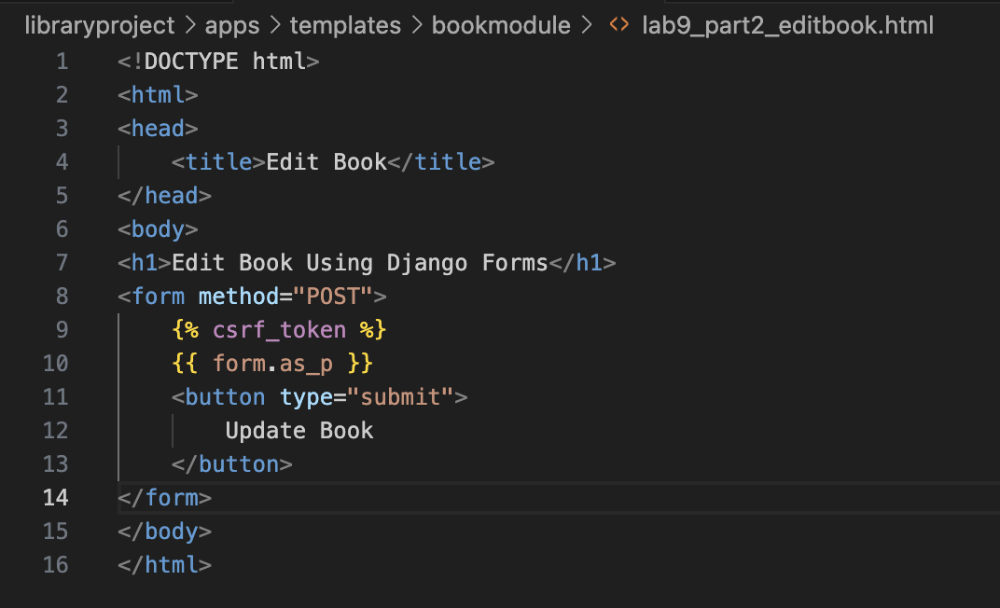 libraryproject > apps > templates > bookmodule > <> lab9_part2_editbook.html
1 <!DOCTYPE html>
2 <html>
3 <head>
4     <title>Edit Book</title>
5 </head>
6 <body>
7 <h1>Edit Book Using Django Forms</h1>
8 <form method="POST">
9     {% csrf_token %}
10     {{ form.as_p }}
11     <button type="submit">
12         Update Book
13     </button>
14 </form>
15 </body>
16 </html>